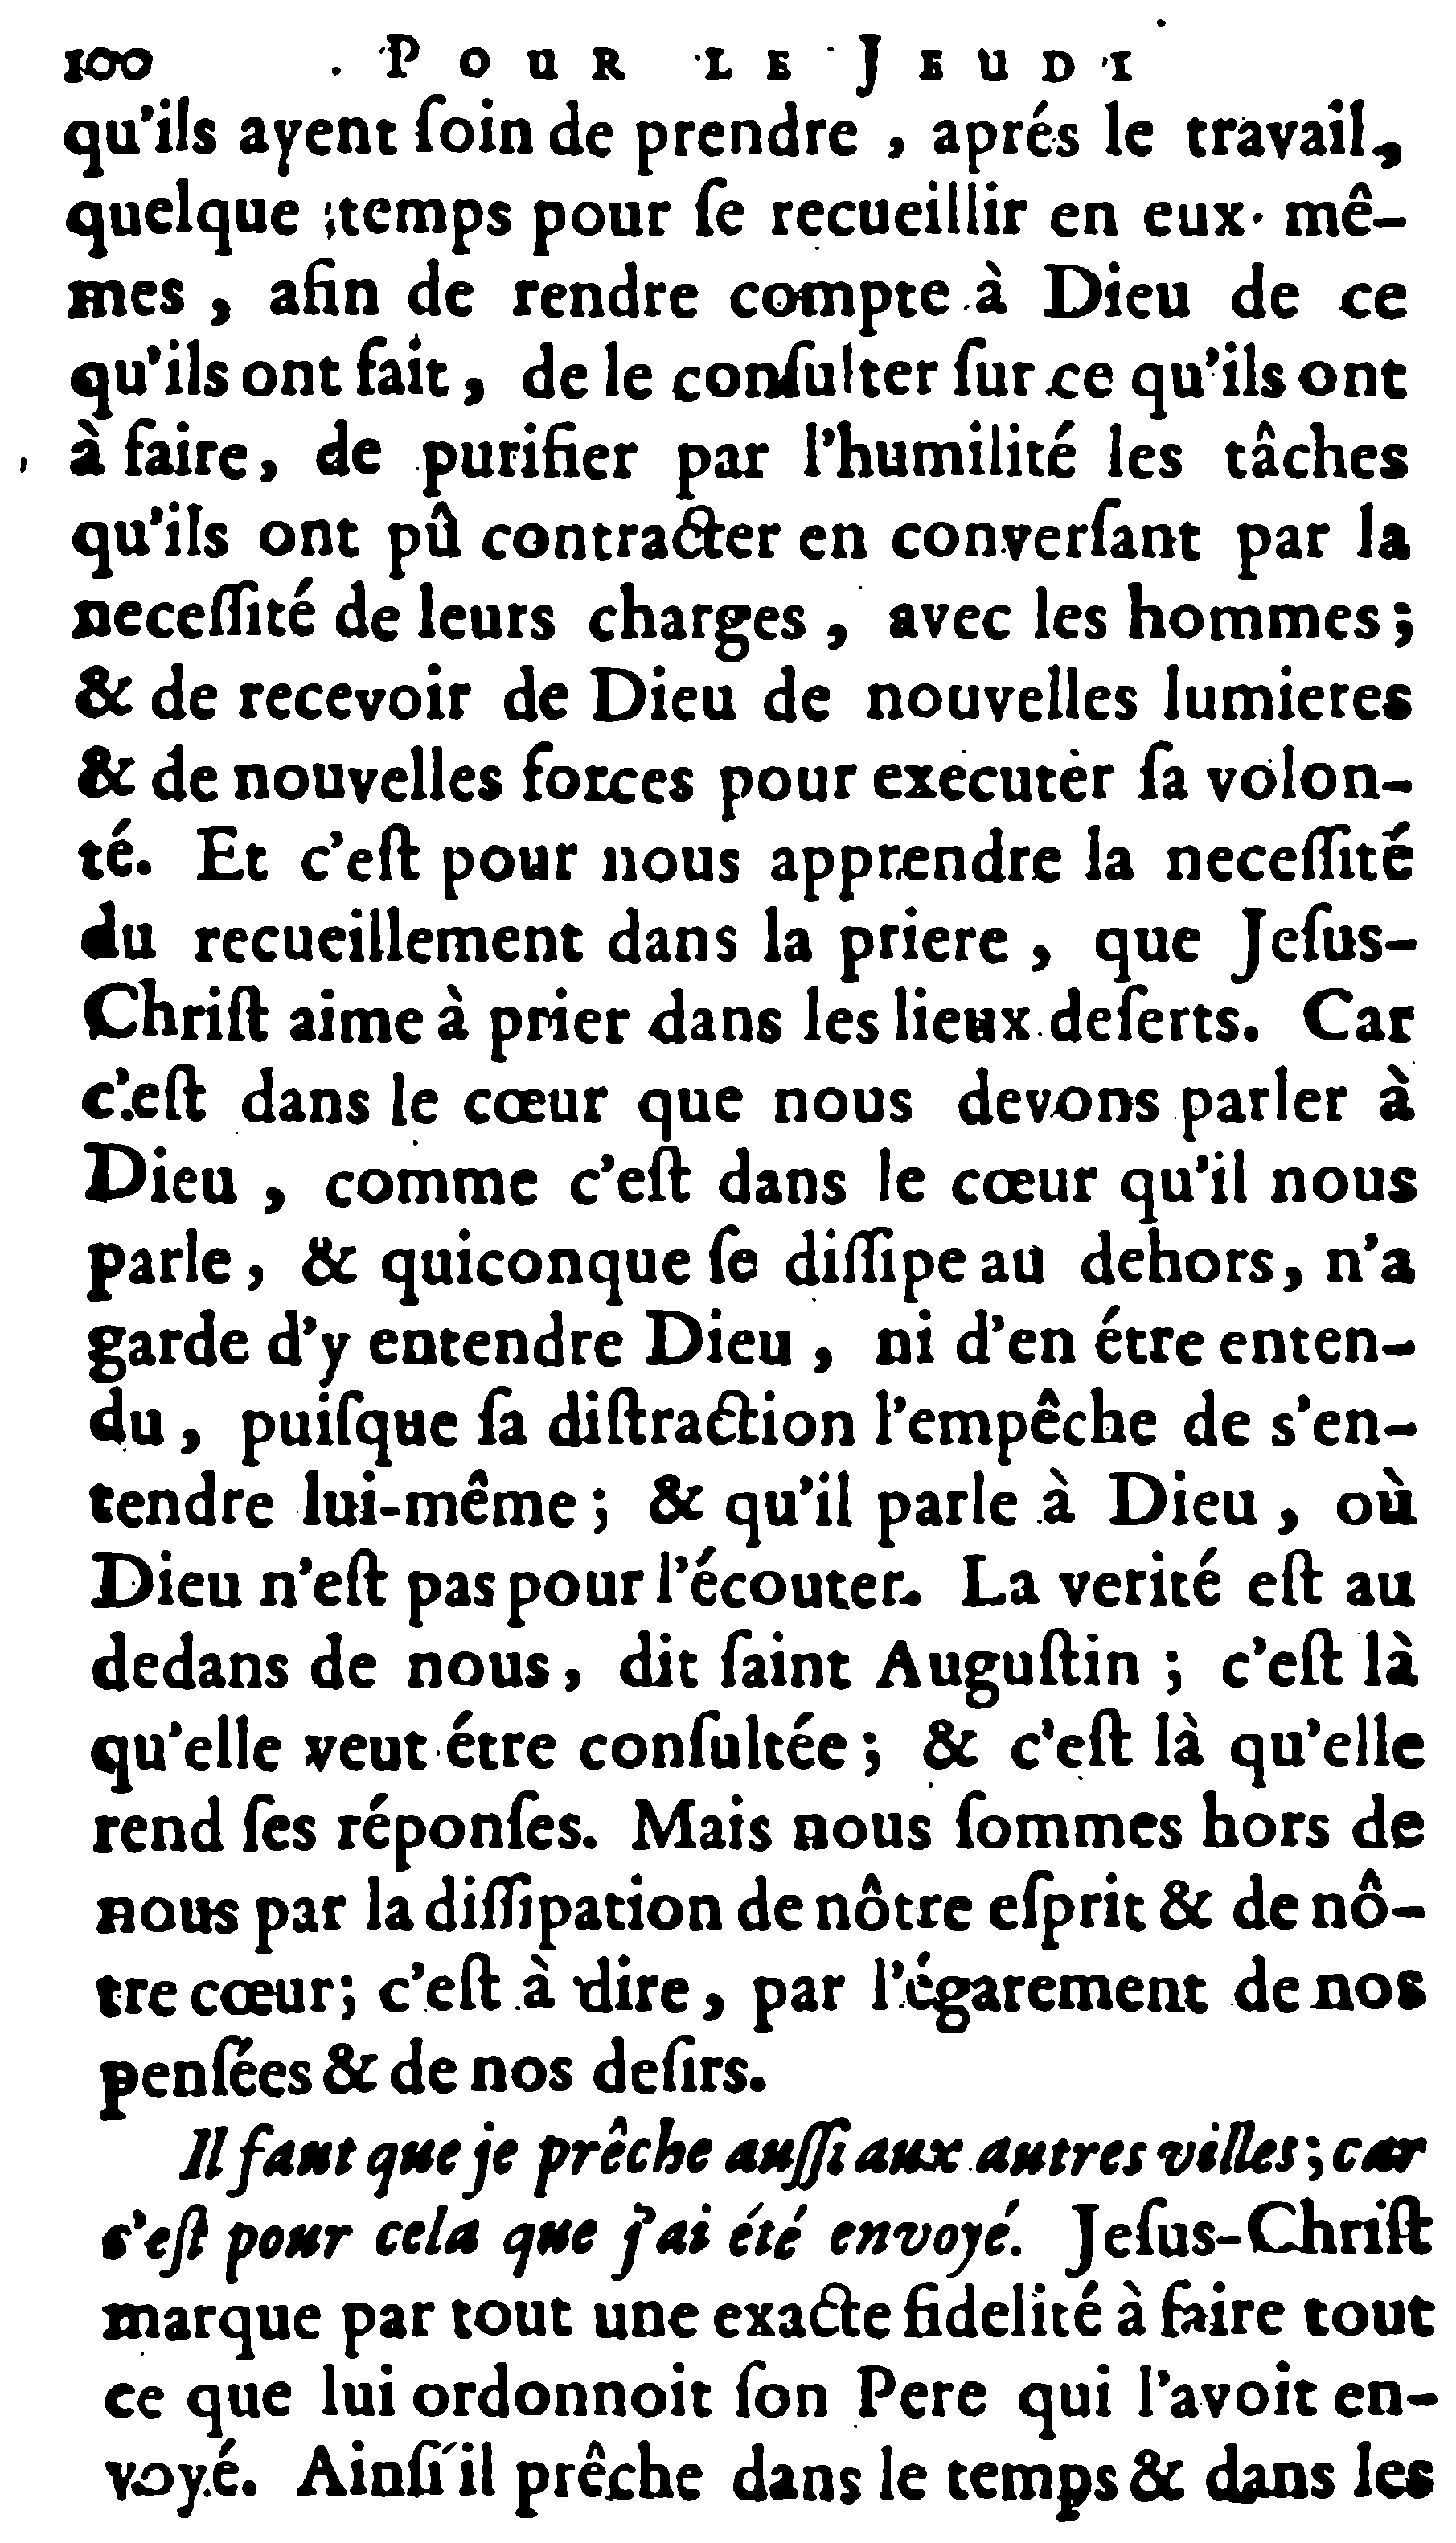 100 POUR LE JEUDI
qu'ils ayent ſoin de prendre , aprés le travail,
quelque temps pour ſe recueillir en eux-mê-
mes , afin de rendre compte à Dieu de ce
qu'ils ont fait , de le conſulter ſur ce qu'ils ont
à faire , de purifier par l'humilité les tâches
qu'ils ont pû contracter en converſant par la
neceſſité de leurs charges , avec les hommes ;
& de recevoir de Dieu de nouvelles lumieres
& de nouvelles forces pour executer ſa volon-
té. Et c'eſt pour nous apprendre la neceſſité
du recueillement dans la priere , que Jeſus-
Chriſt aime à prier dans les lieux deſerts. Car
c'eſt dans le cœur que nous devons parler à
Dieu , comme c'eſt dans le cœur qu'il nous
parle , & quiconque ſe diſſipe au dehors, n'a
garde d'y entendre Dieu , ni d'en étre enten-
du , puiſque ſa diſtraction l'empêche de s'en-
tendre lui-même ; & qu'il parle à Dieu , où
Dieu n'eſt pas pour l'écouter. La verité eſt au
dedans de nous , dit ſaint Auguſtin ; c'eſt là
qu'elle veut étre conſultée ; & c'eſt là qu'elle
rend ſes réponſes. Mais nous ſommes hors de
nous par la diſſipation de nôtre eſprit & de nô-
tre cœur ; c'eſt à dire , par l'égarement de nos
penſées & de nos deſirs.
Il faut que je prêche auſſi aux autres villes ; car
c'eſt pour cela que j'ai été envoyé. Jeſus-Chriſt
marque par tout une exacte fidelité à faire tout
ce que lui ordonnoit ſon Pere qui l'avoit en-
voyé. Ainſi il prêche dans le temps & dans les